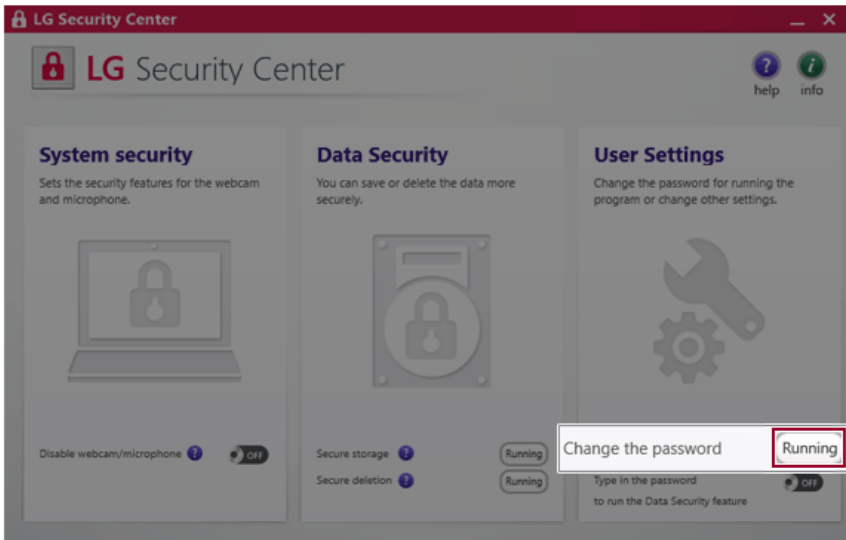 LG Security Center
LG Security Center
help info
System security
Sets the security features for the webcam
and microphone.
Disable webcam/microphone ? OFF
Data Security
You can save or delete the data more
securely.
Secure storage ? Running
Secure deletion ? Running
User Settings
Change the password for running the
program or change other settings.
Change the password Running
Type in the password OFF
to run the Data Security feature